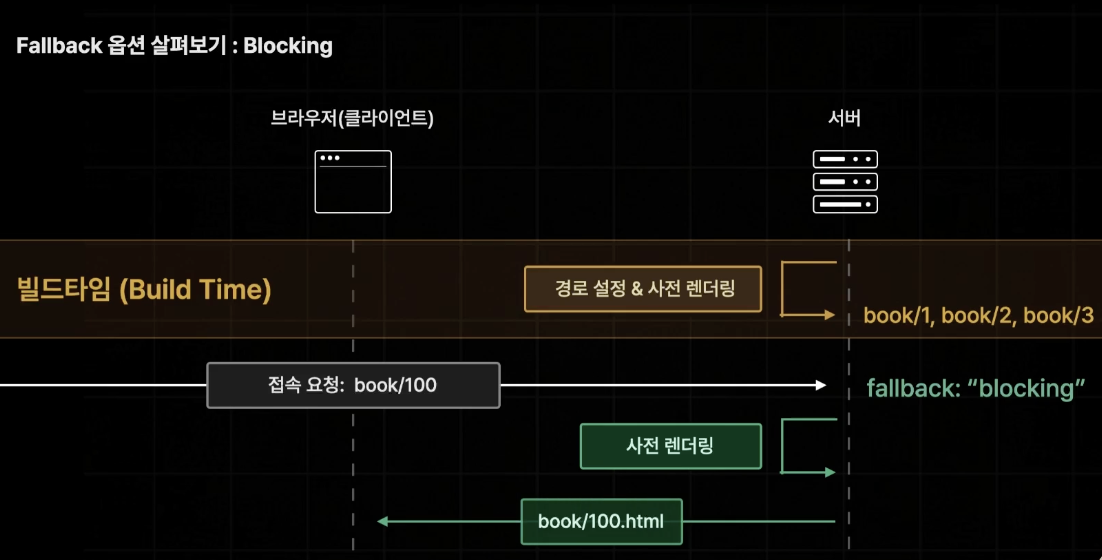 Fallback 옵션 살펴보기 : Blocking
브라우저(클라이언트)
서버
빌드타임 (Build Time)
경로 설정 & 사전 렌더링
book/1, book/2, book/3
접속 요청: book/100
fallback: “blocking”
사전 렌더링
book/100.html